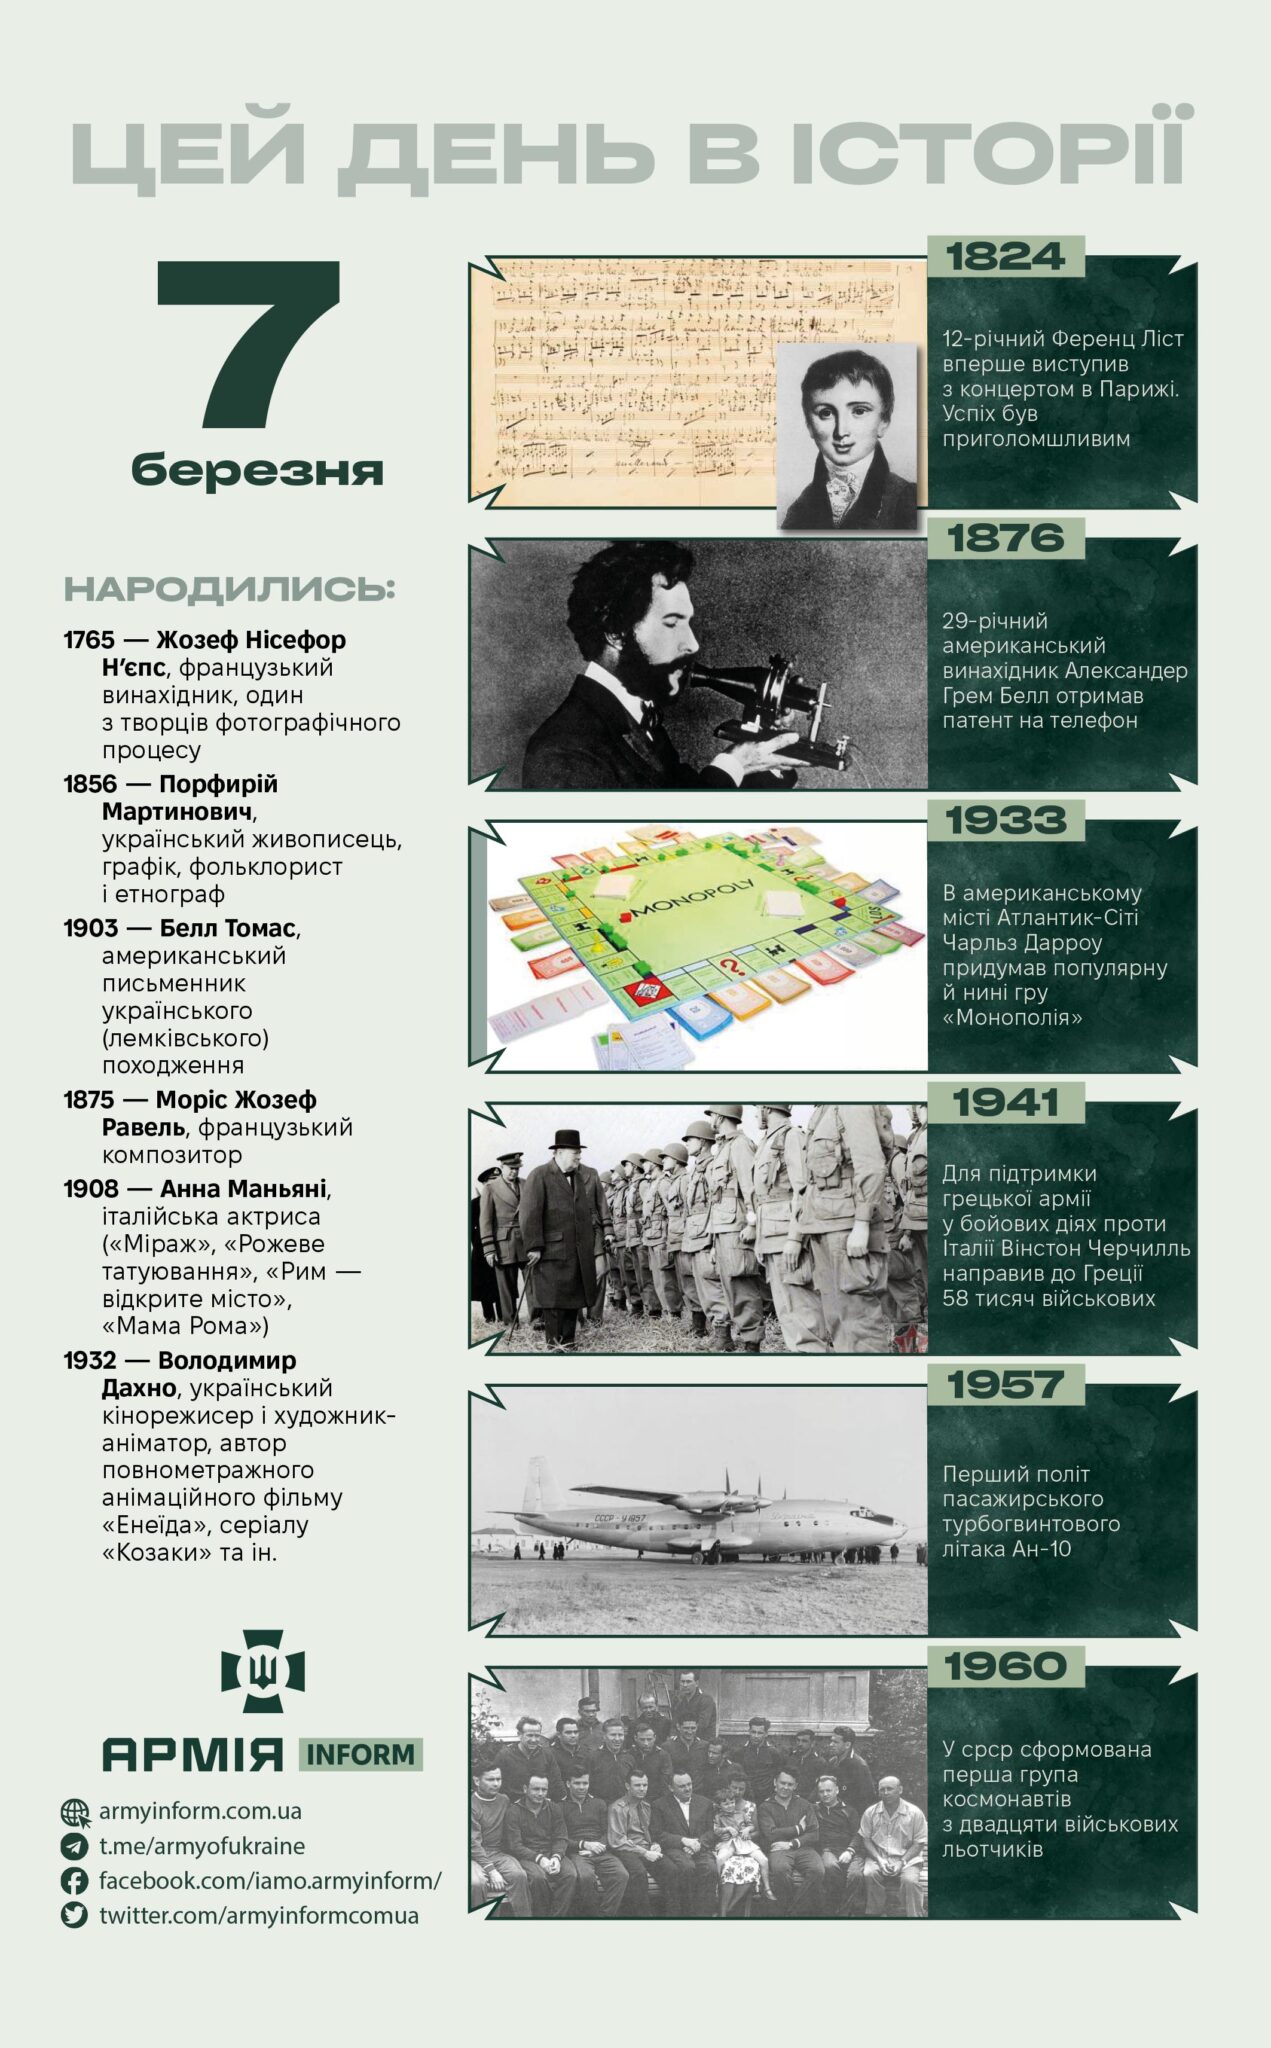 ЦЕЙ ДЕНЬ В ІСТОРІЇ
7
березня
НАРОДИЛИСЬ:
1765 — Жозеф Нісефор
Н’єпс, французький
винахідник, один
з творців фотографічного
процесу
1856 — Порфирій
Мартинович,
український живописець,
графік, фольклорист
і етнограф
1903 — Белл Томас,
американський
письменник
українського
(лемківського)
походження
1875 — Моріс Жозеф
Равель, французький
композитор
1908 — Анна Маньяні,
італійська актриса
(«Міраж», «Рожеве
татуювання», «Рим —
відкрите місто»,
«Мама Рома»)
1932 — Володимир
Дахно, український
кінорежисер і художник-
аніматор, автор
повнометражного
анімаційного фільму
«Енеїда», серіалу
«Козаки» та ін.
АРМІЯ INFORM
armyinform.com.ua
t.me/armyofukraine
facebook.com/iamo.armyinform/
twitter.com/armyinformcomua
1824
12-річний Ференц Ліст
вперше виступив
з концертом в Парижі.
Успіх був
приголомшливим
1876
29-річний
американський
винахідник Александер
Грем Белл отримав
патент на телефон
1933
MONOPOLY
В американському
місті Атлантик-Сіті
Чарльз Дарроу
придумав популярну
й нині гру
«Монополія»
1941
Для підтримки
грецької армії
у бойових діях проти
Італії Вінстон Черчилль
направив до Греції
58 тисяч військових
1957
СССР-У1957
Перший політ
пасажирського
турбогвинтового
літака Ан-10
1960
У срср сформована
перша група
космонавтів
з двадцяти військових
льотчиків